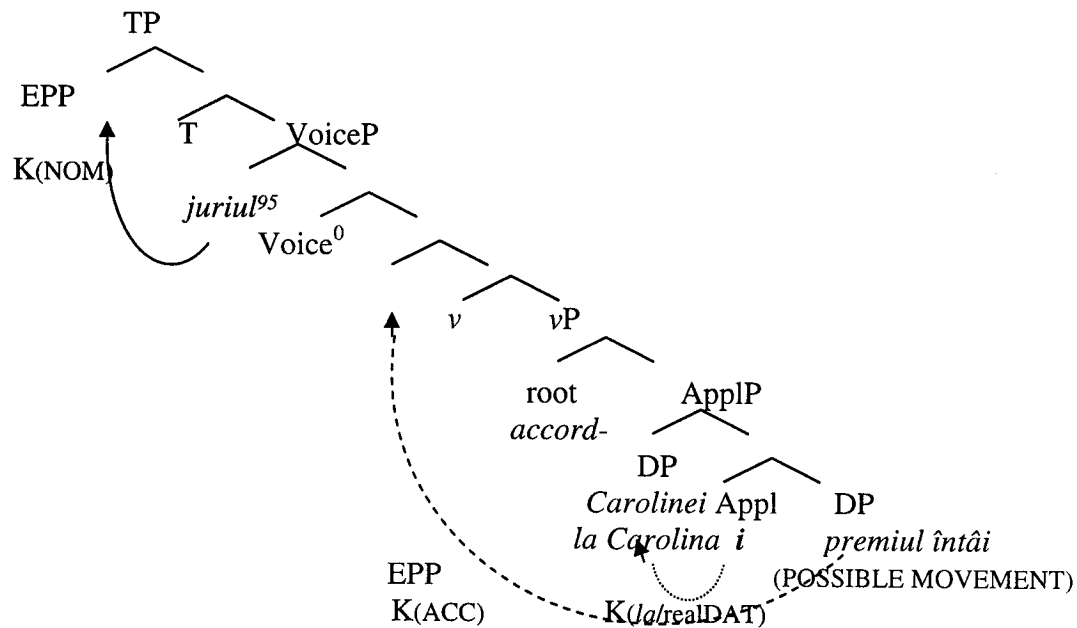 TP
EPP
T VoiceP
K(NOM)
juriul95
Voice0
v vP
root ApplP
accord-
DP
Carolinei Appl DP
la Carolina i premiul întâi
EPP (POSSIBLE MOVEMENT)
K(ACC) K(la/realDAT)